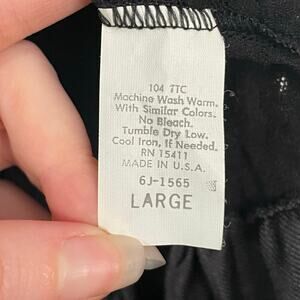 104 TTC
Machine Wash Warm.
With Similar Colors.
No Bleach.
Tumble Dry Low.
Cool Iron, If Needed.
RN 15411
MADE IN U.S.A.
6J-1565
LARGE